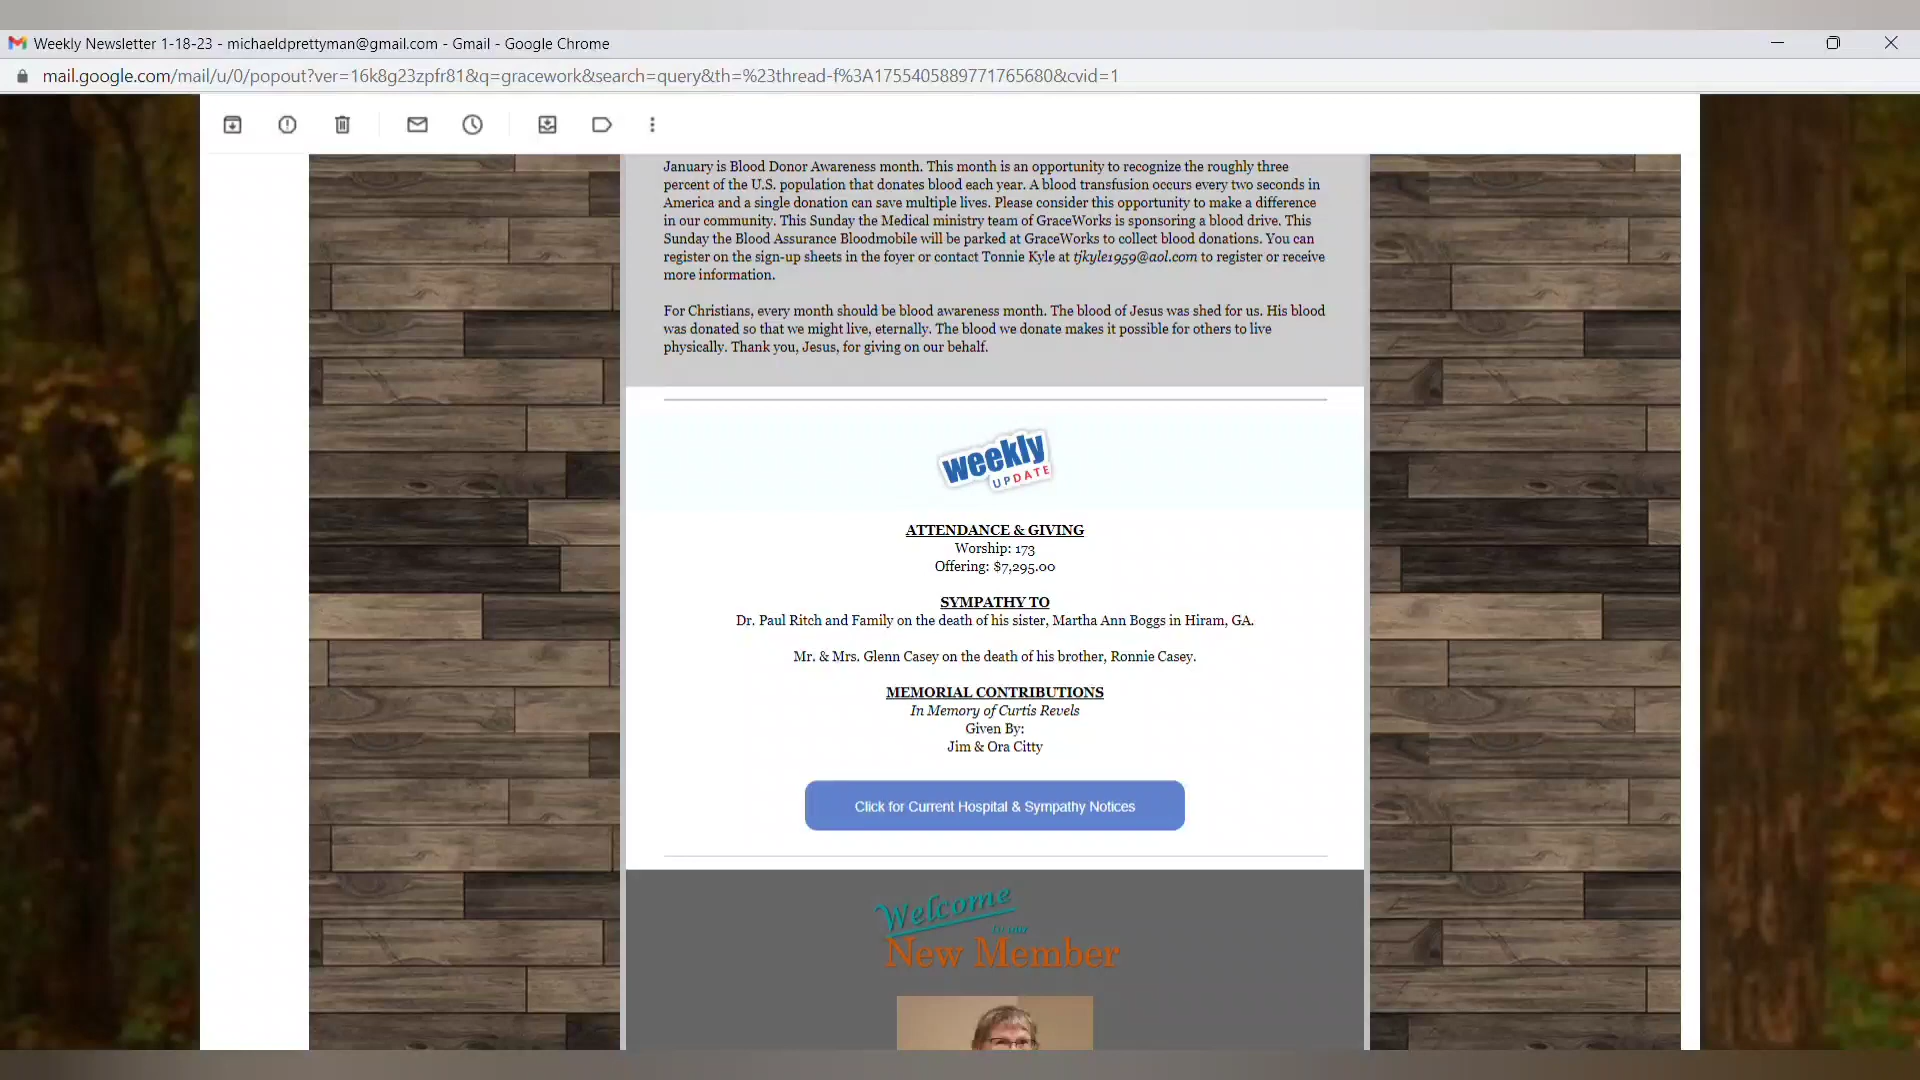 Weekly Newsletter 1-18-23 - michaeldprettyman@gmail.com - Gmail - Google Chrome
mail.google.com/mail/u/0/popout?ver=16k8g23zpfr81&q=gracework&search=query&th=%23thread-f%3A1755405889771765680&cvid=1
January is Blood Donor Awareness month. This month is an opportunity to recognize the roughly three
percent of the U.S. population that donates blood each year. A blood transfusion occurs every two seconds in
America and a single donation can save multiple lives. Please consider this opportunity to make a difference
in our community. This Sunday the Medical ministry team of GraceWorks is sponsoring a blood drive. This
Sunday the Blood Assurance Bloodmobile will be parked at GraceWorks to collect blood donations. You can
register on the sign-up sheets in the foyer or contact Tonnie Kyle at tjkyle1959@aol.com to register or receive
more information.
For Christians, every month should be blood awareness month. The blood of Jesus was shed for us. His blood
was donated so that we might live, eternally. The blood we donate makes it possible for others to live
physically. Thank you, Jesus, for giving on our behalf.
weekly
UPDATE
ATTENDANCE & GIVING
Worship: 173
Offering: $7,295.00
SYMPATHY TO
Dr. Paul Ritch and Family on the death of his sister, Martha Ann Boggs in Hiram, GA.
Mr. & Mrs. Glenn Casey on the death of his brother, Ronnie Casey.
MEMORIAL CONTRIBUTIONS
In Memory of Curtis Revels
Given By:
Jim & Ora Citty
Click for Current Hospital & Sympathy Notices
Welcome
to our
New Member